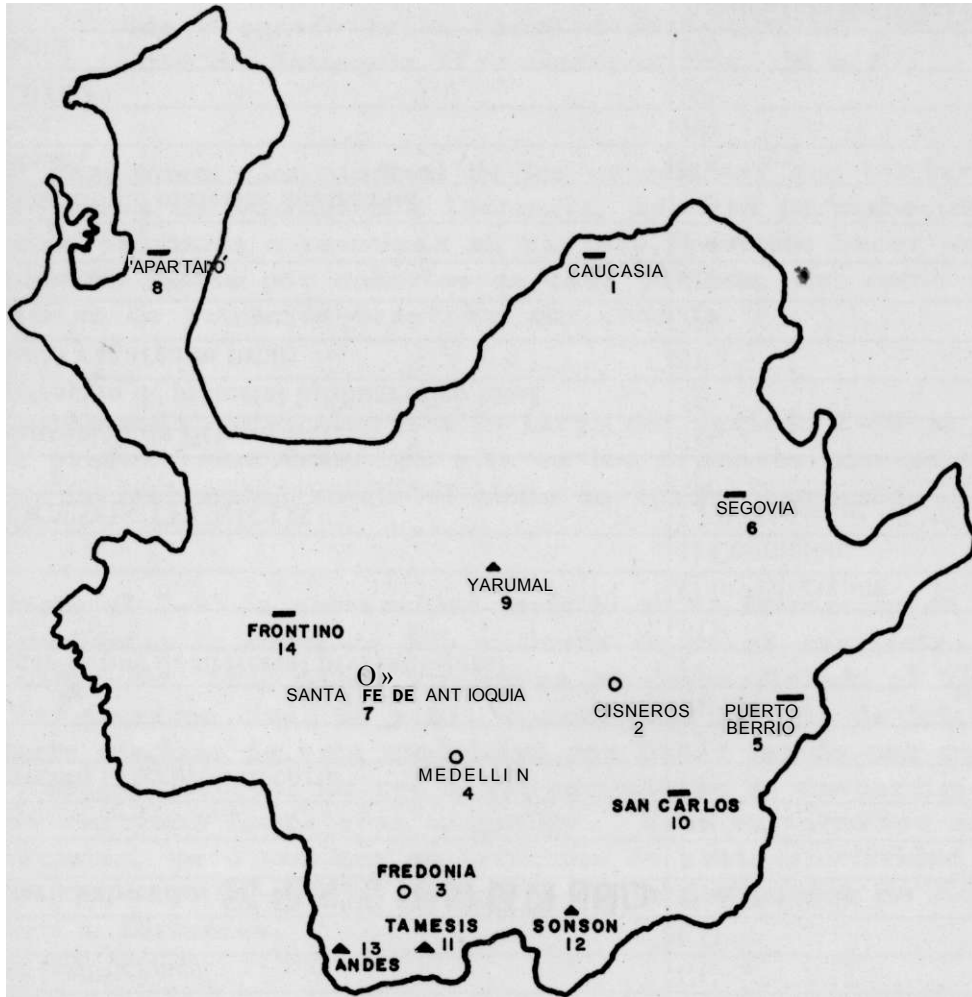 'APARTADO'
8
CAUCASIA
1
SEGOVIA
6
YARUMAL
9
FRONTINO
14
O »
SANTA FE DE ANTIOQUIA
7
CISNEROS
2
PUERTO
BERRIO
5
MEDELLIN
4
SAN CARLOS
10
FREDONIA
3
TAMESIS
11
SONSON
12
13
ANDES